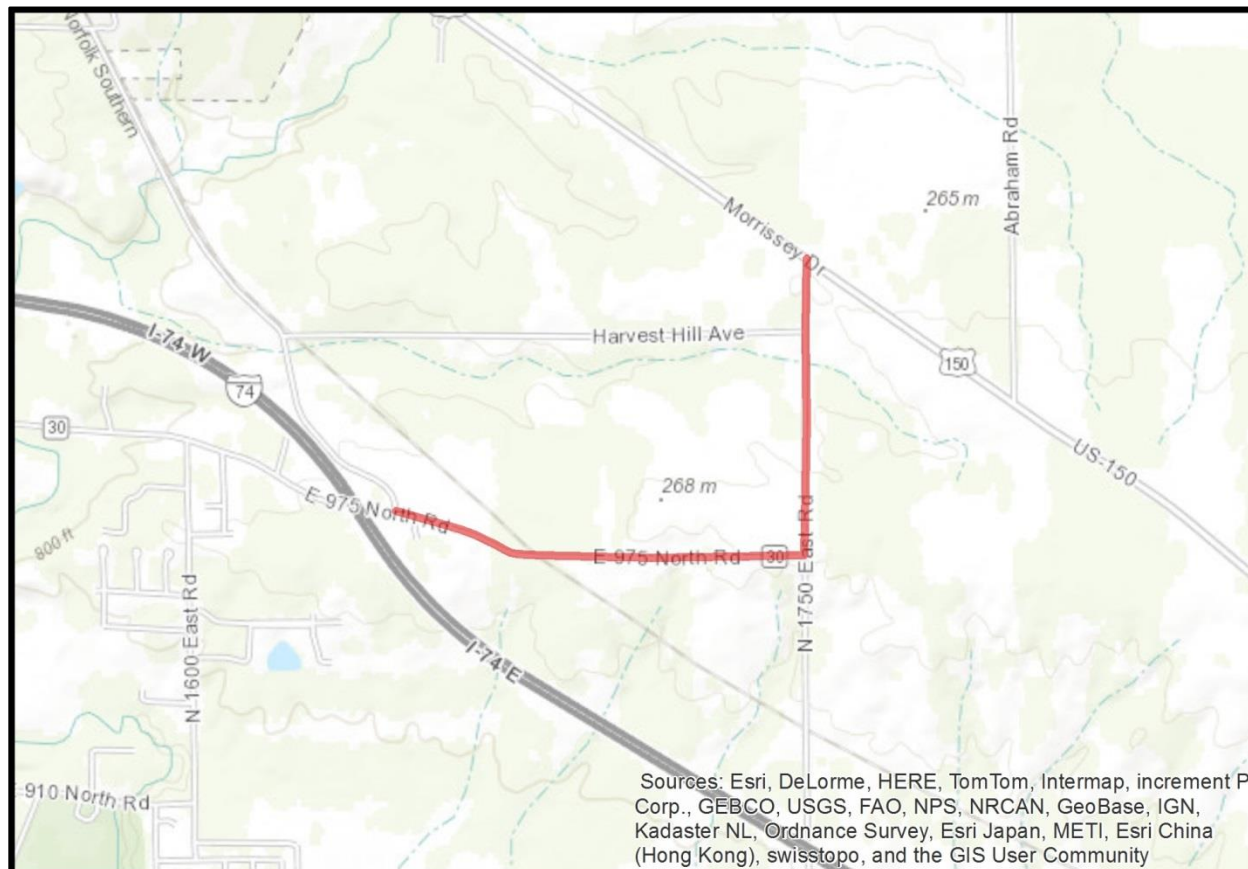 Norfolk Southern
Morrissey Dr
265 m
Abraham Rd
Harvest Hill Ave
I-74 W
74
150
30
US-150
268 m
E 975 North Rd
E 975 North Rd
30
N 1750 East Rd
800 ft
N 1600 East Rd
I-74 E
E 910 North Rd
Sources: Esri, DeLorme, HERE, TomTom, Intermap, increment P
Corp., GEBCO, USGS, FAO, NPS, NRCAN, GeoBase, IGN,
Kadaster NL, Ordnance Survey, Esri Japan, METI, Esri China
(Hong Kong), swisstopo, and the GIS User Community